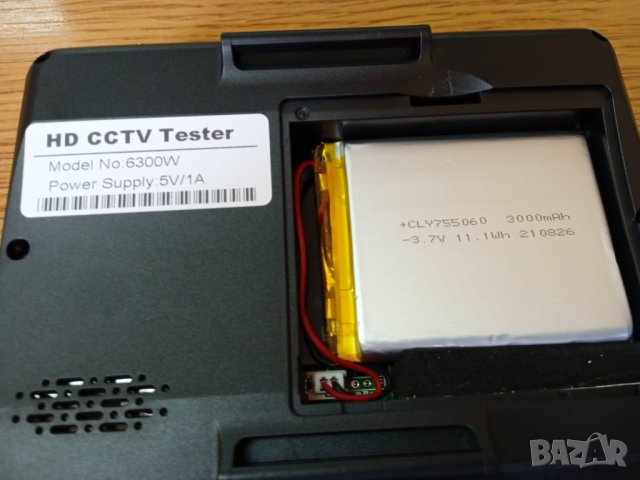 HD CCTV Tester
Model No:6300W
Power Supply:5V/1A
+CLY755060 3000mAh
-3.7V 11.1Wh 210826
BAZAR